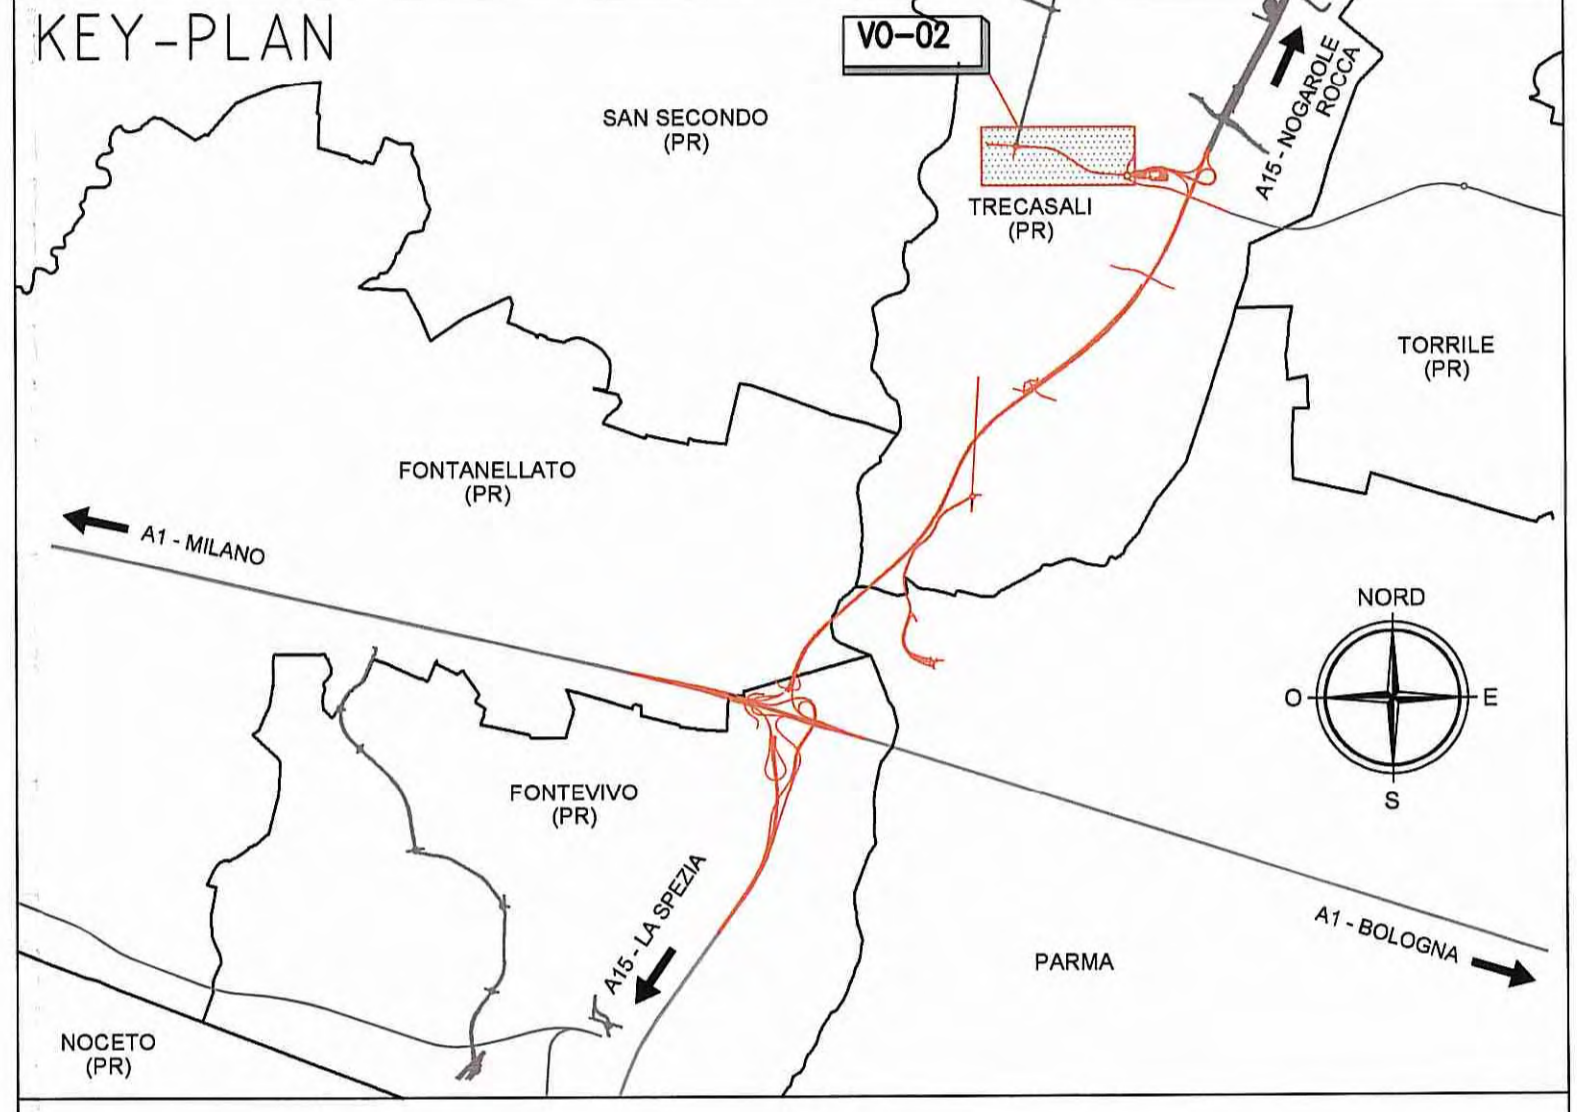 KEY-PLAN
VO-02
SAN SECONDO
(PR)
A15 - NOGAROLE
ROCCA
TRECASALI
(PR)
TORRILE
(PR)
FONTANELLATO
(PR)
A1 - MILANO
NORD
O
E
S
FONTEVIVO
(PR)
A15 - LA SPEZIA
A1 - BOLOGNA
PARMA
NOCETO
(PR)